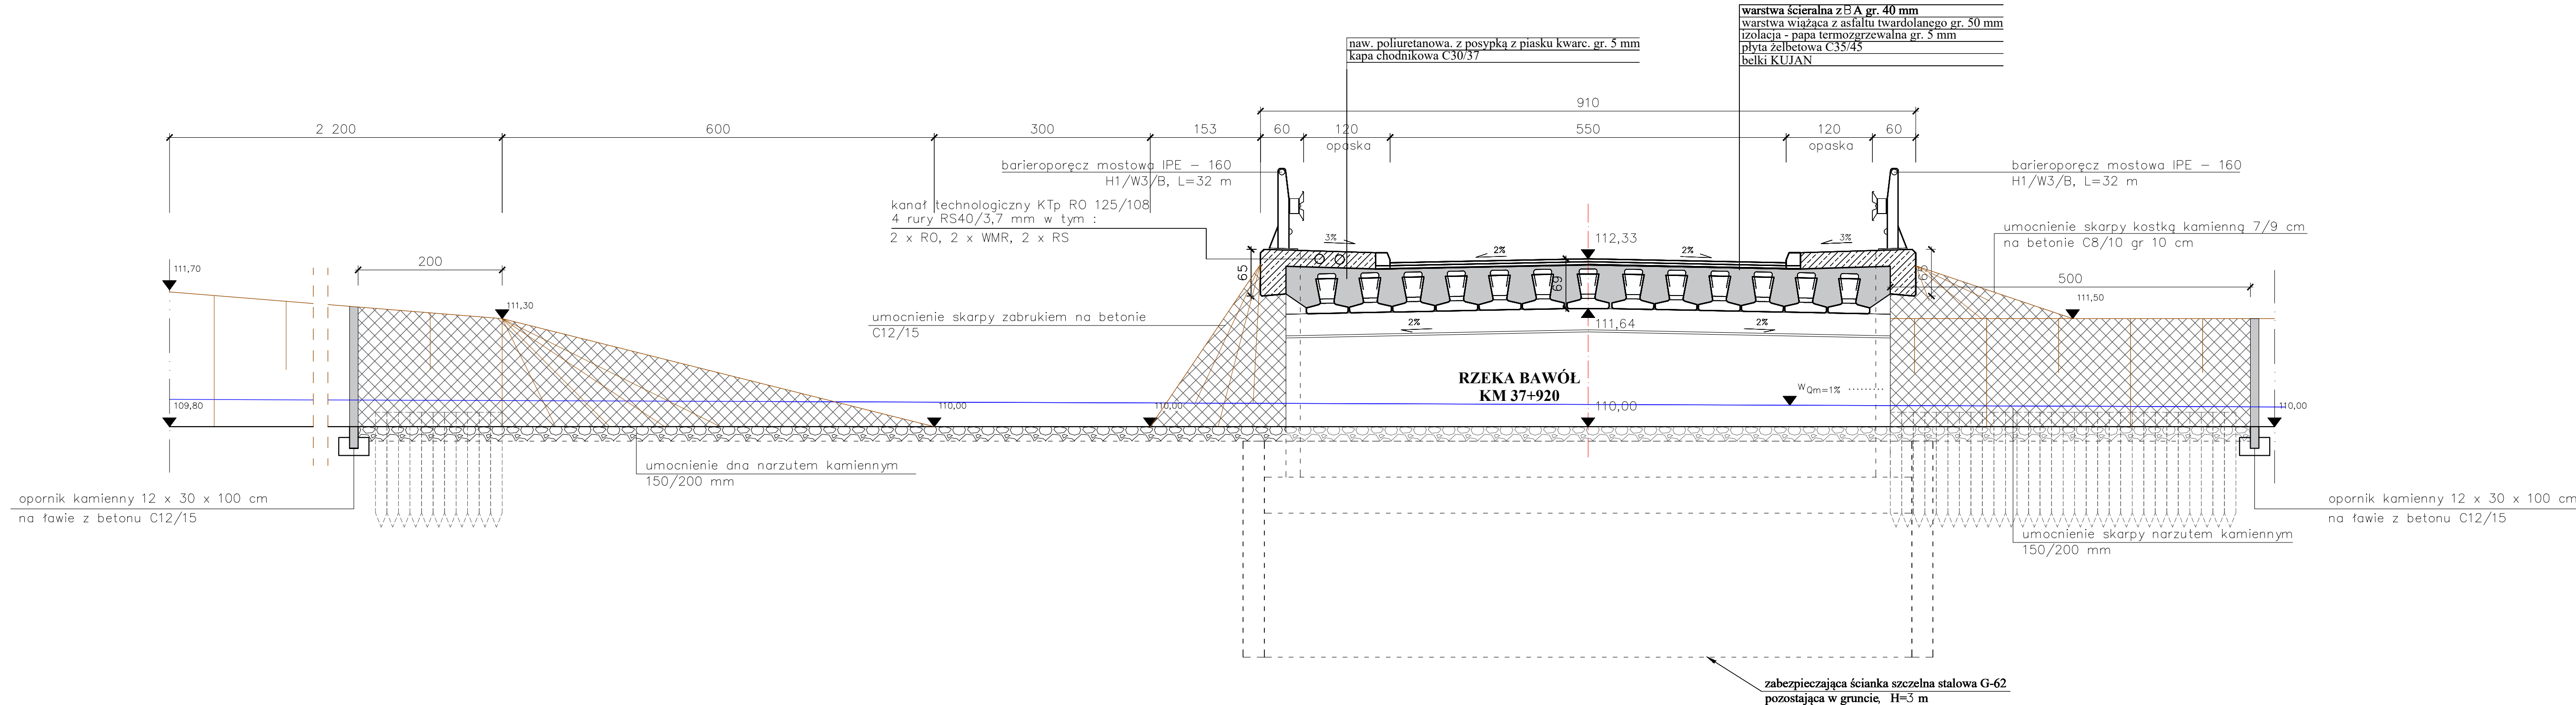 warstwa ścieralna z BA gr. 40 mm
warstwa wiążąca z asfaltu twardolanego gr. 50 mm
izolacja - papa termozgrzewalna gr. 5 mm
płyta żelbetowa C35/45
belki KUJAN
naw. poliuretanowa. z posypką z piasku kwarc. gr. 5 mm
kapa chodnikowa C30/37
910
2 200
600
300
153
60
120
550
120
60
opaska
opaska
barieroporęcz mostowa IPE – 160
H1/W3/B, L=32 m
barieroporęcz mostowa IPE – 160
H1/W3/B, L=32 m
kanał technologiczny KTp RO 125/108
4 rury RS40/3,7 mm w tym :
2 x RO, 2 x WMR, 2 x RS
umocnienie skarpy kostką kamienną 7/9 cm
na betonie C8/10 gr 10 cm
3%
2%
112,33
2%
3%
200
65
69
65
500
111,70
111,30
111,50
umocnienie skarpy zabrukiem na betonie
C12/15
2%
111,64
2%
RZEKA BAWÓŁ
KM 37+920
WQm=1%
109,80
110,00
110,00
110,00
110,00
umocnienie dna narzutem kamiennym
150/200 mm
opornik kamienny 12 x 30 x 100 cm
na ławie z betonu C12/15
opornik kamienny 12 x 30 x 100 cm
na ławie z betonu C12/15
umocnienie skarpy narzutem kamiennym
150/200 mm
zabezpieczająca ścianka szczelna stalowa G-62
pozostająca w gruncie, H=3 m